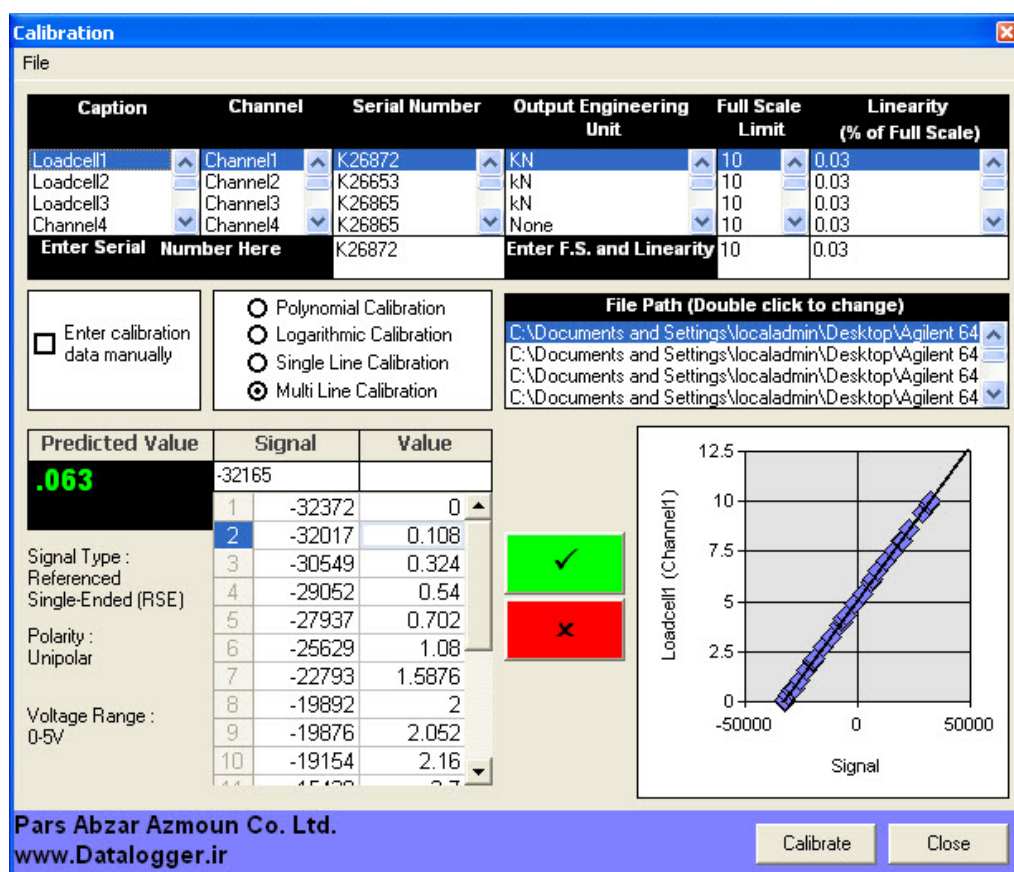 Calibration
File
Caption Channel Serial Number Output Engineering Unit Full Scale Limit Linearity (% of Full Scale)
Loadcell1 Channel1 K26872 KN 10 0.03
Loadcell2 Channel2 K26653 kN 10 0.03
Loadcell3 Channel3 K26865 kN 10 0.03
Channel4 Channel4 K26865 None 10 0.03
Enter Serial Number Here K26872 Enter F.S. and Linearity 10 0.03
Enter calibration
data manually
Polynomial Calibration
Logarithmic Calibration
Single Line Calibration
Multi Line Calibration
File Path (Double click to change)
C:\Documents and Settings\localadmin\Desktop\Agilent 64
C:\Documents and Settings\localadmin\Desktop\Agilent 64
C:\Documents and Settings\localadmin\Desktop\Agilent 64
C:\Documents and Settings\localadmin\Desktop\Agilent 64
Predicted Value
.063
Signal Type :
Referenced
Single-Ended (RSE)
Polarity :
Unipolar
Voltage Range :
0-5V
Signal Value
-32165
1 -32372 0
2 -32017 0.108
3 -30549 0.324
4 -29052 0.54
5 -27937 0.702
6 -25629 1.08
7 -22793 1.5876
8 -19892 2
9 -19876 2.052
10 -19154 2.16
Loadcell1 (Channel1)
12.5
10
7.5
5
2.5
0
-50000 0 50000
Signal
Pars Abzar Azmoun Co. Ltd.
www.Datalogger.ir
Calibrate Close